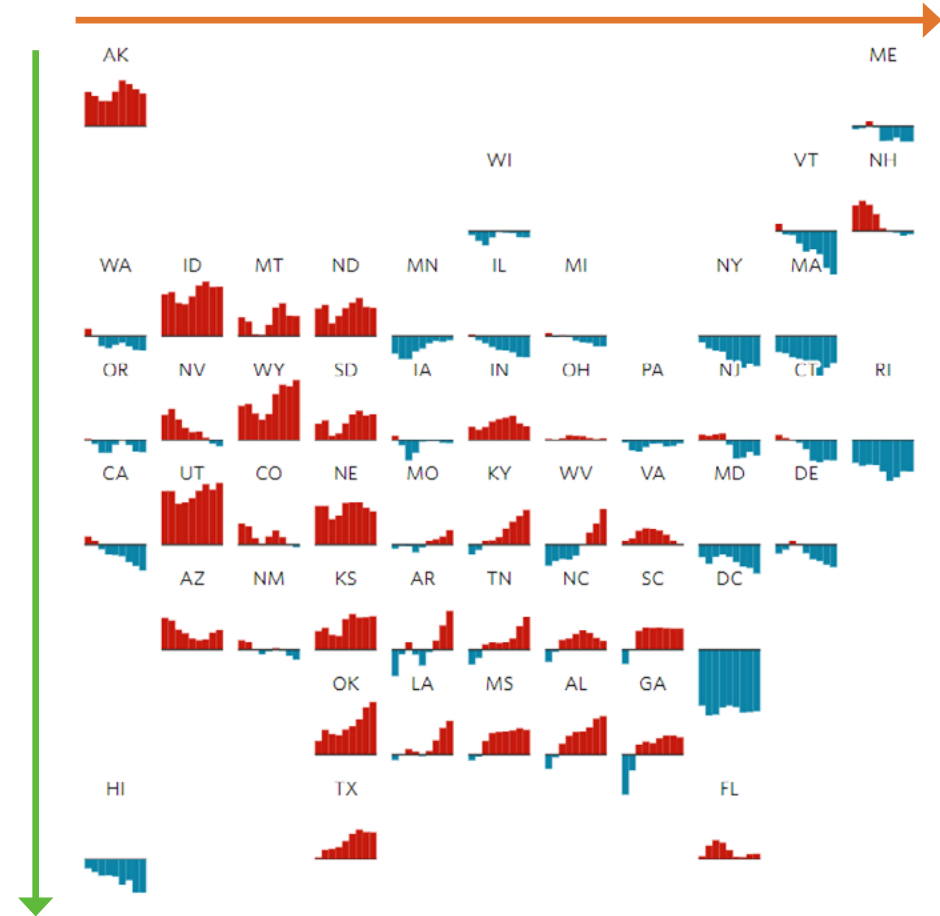 AK ME
WI VT NH
WA ID MT ND MN IL MI NY MA
OR NV WY SD IA IN OH PA NJ CT RI
CA UT CO NE MO KY WV VA MD DE
AZ NM KS AR TN NC SC DC
OK LA MS AL GA
HI TX FL